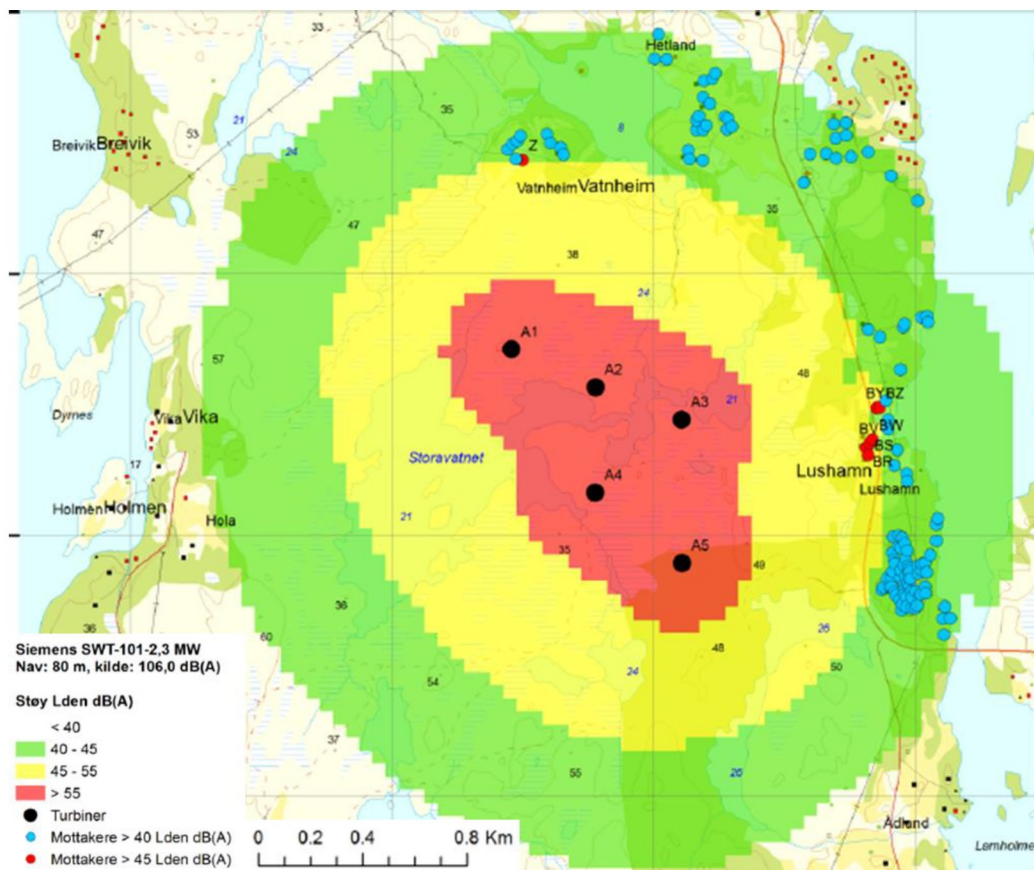 33
Hetland
35
21
8
53
Breivik Breivik
24
Z
Vatnheim Vatnheim
35
47
47
38
24
A1
57
A2
48
BY BZ
Dyrnes
Vika Vika
A3
21
BV BW
BS
Storavatnet
BR
17
Lushamn
A4
Lushamn
Holmen Holmen
Hola
21
35
A5
49
36
36
26
60
48
50
24
54
37
55
26
Ådland
Lamholme
Siemens SWT-101-2,3 MW
Nav: 80 m, kilde: 106,0 dB(A)
Støy Lden dB(A)
< 40
40 - 45
45 - 55
> 55
Turbiner
Mottakere > 40 Lden dB(A)
Mottakere > 45 Lden dB(A)
0 0.2 0.4 0.8 Km